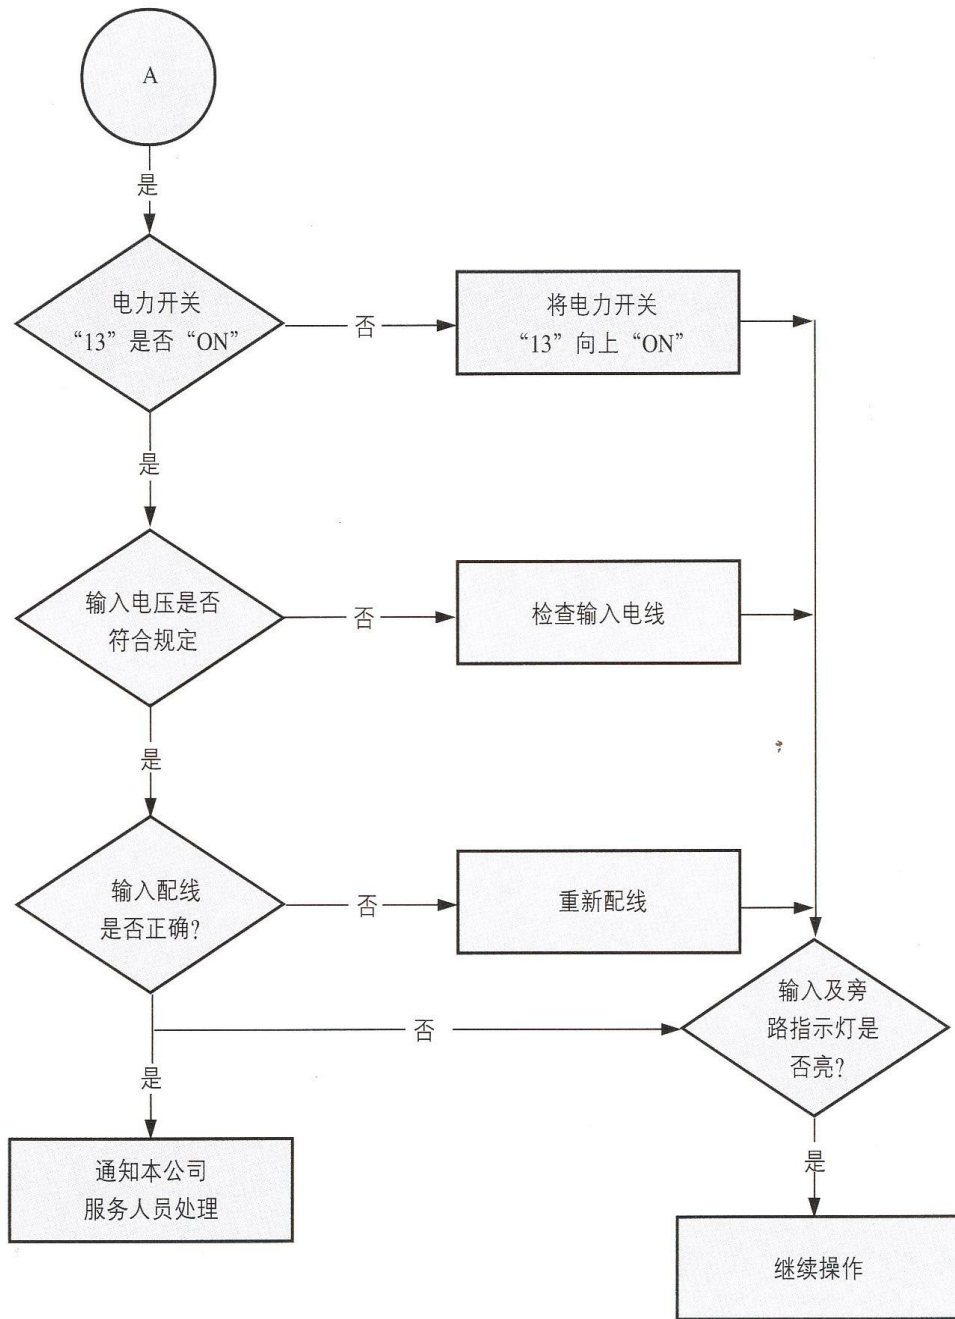 A
是
电力开关
“13”是否“ON”
否
将电力开关
“13”向上“ON”
是
输入电压是否
符合规定
否
检查输入电线
是
输入配线
是否正确?
否
重新配线
输入及旁
路指示灯是
否亮?
否
是
通知本公司
服务人员处理
是
继续操作